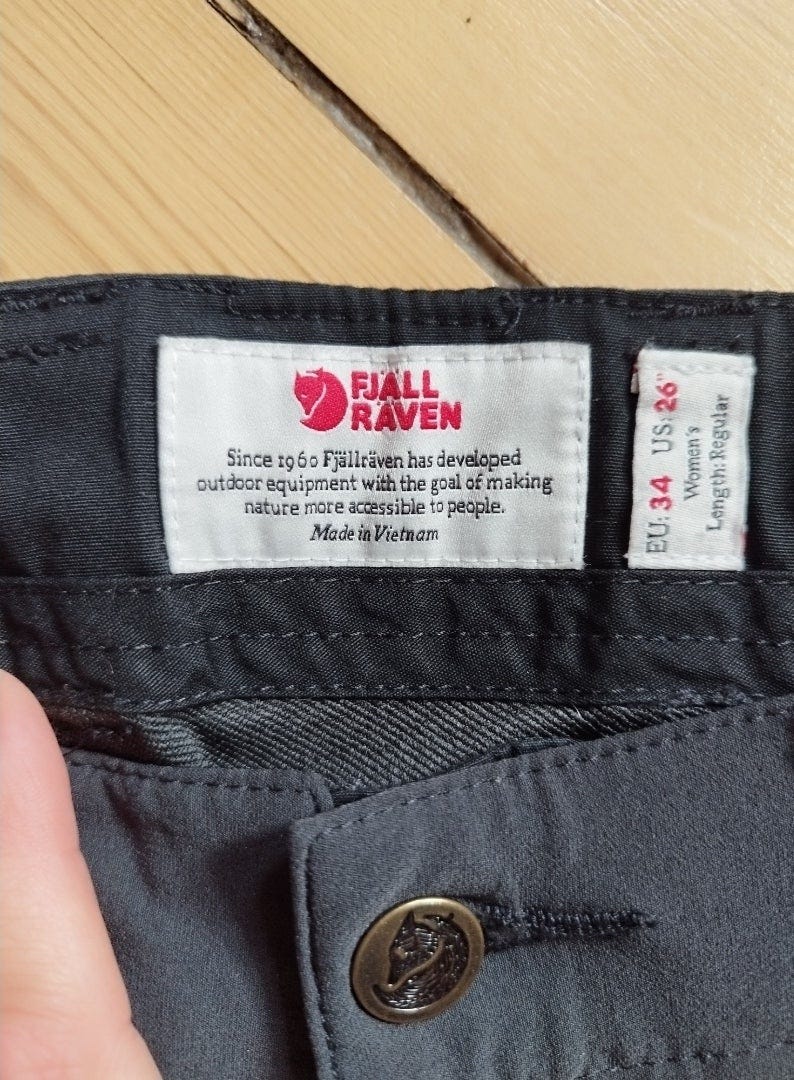 FJÄLL
RÄVEN
Since 1960 Fjällräven has developed
outdoor equipment with the goal of making
nature more accessible to people.
Made in Vietnam
EU: 34 US: 26"
Women's
Length: Regular